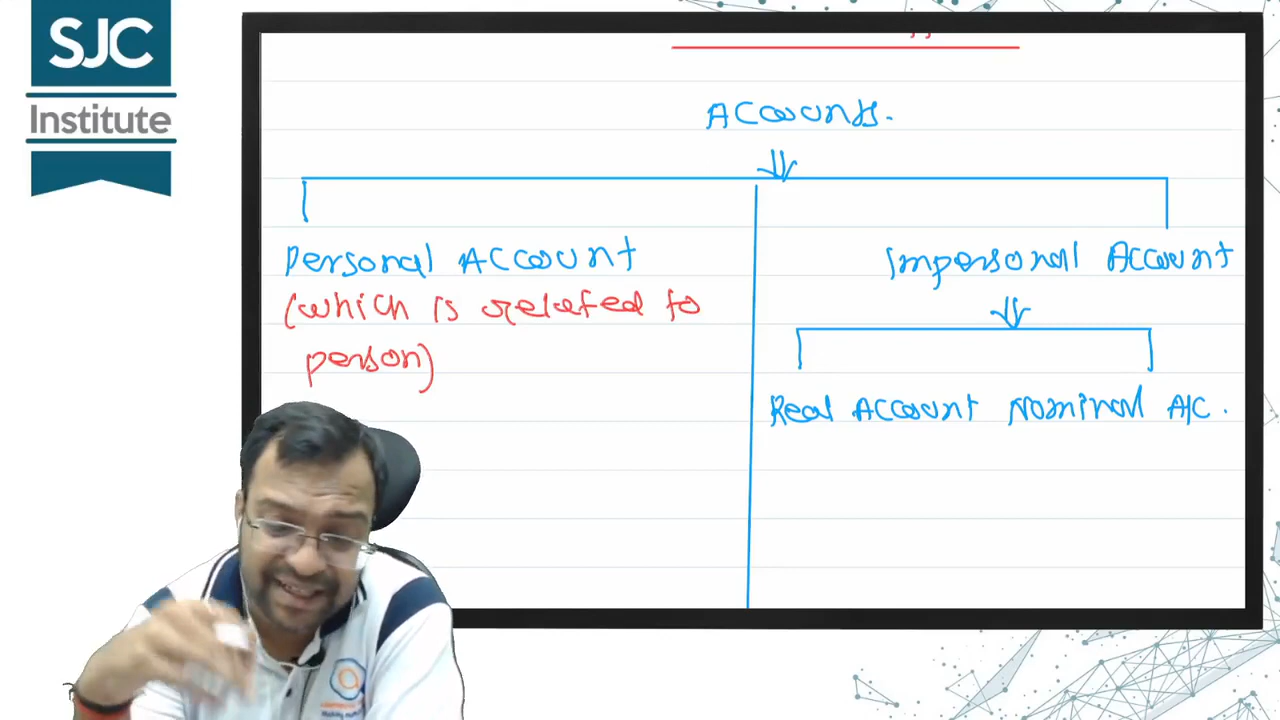 SJC
Institute
Accounts.
Personal Account
(which is related to
person)
Impersonal Account
Real Account Nominal A/C.